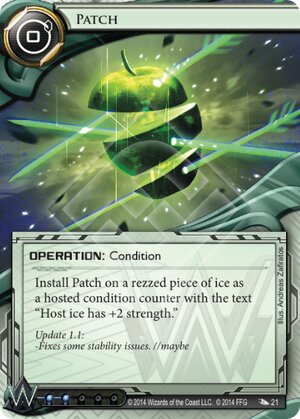 PATCH
0
OPERATION: Condition
Install Patch on a rezzed piece of ice as
a hosted condition counter with the text
“Host ice has +2 strength.”
Update 1.1:
-Fixes some stability issues. //maybe
Illus. Andreas Zafiratos
© 2014 Wizards of the Coast LLC. © 2014 FFG
21